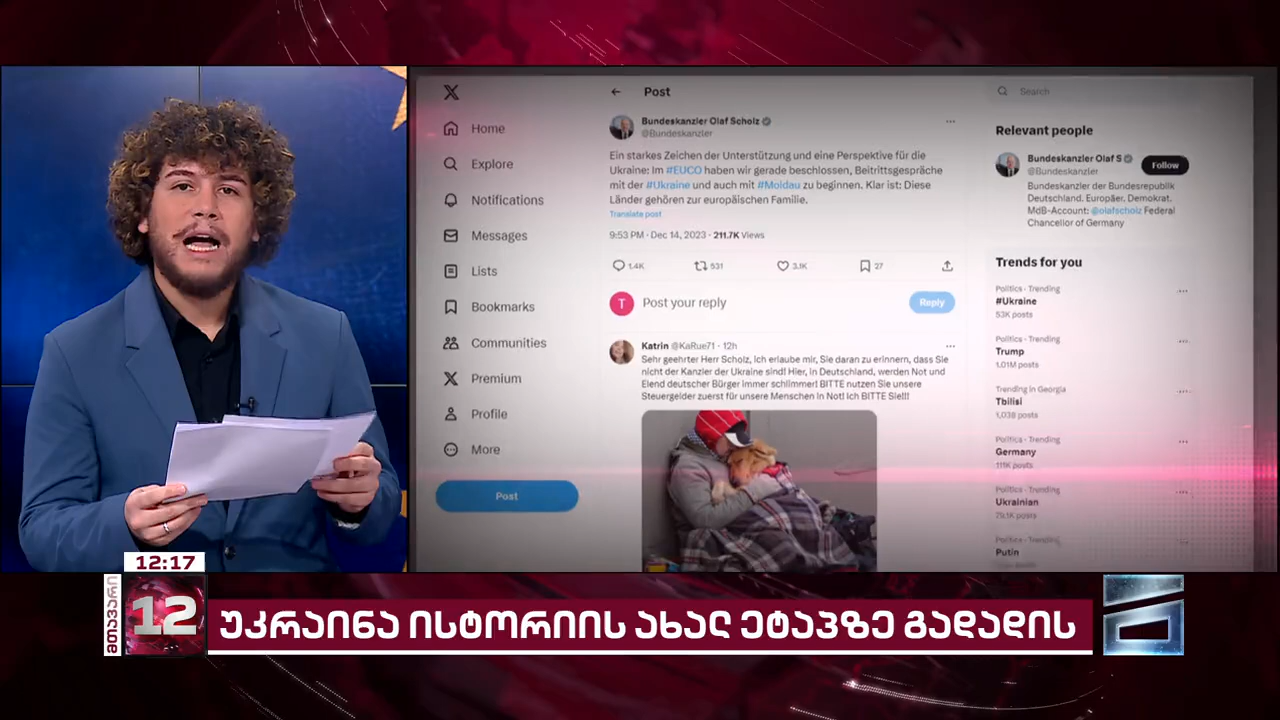 Post
Search
Home
Explore
Notifications
Messages
Lists
Bookmarks
Communities
Premium
Profile
More
Post
Bundeskanzler Olaf Scholz
@Bundeskanzler
Ein starkes Zeichen der Unterstützung und eine Perspektive für die
Ukraine: Im #EUCO haben wir gerade beschlossen, Beitrittsgespräche
mit der #Ukraine und auch mit #Moldau zu beginnen. Klar ist: Diese
Länder gehören zur europäischen Familie.
Translate post
9:53 PM · Dec 14, 2023 · 211.7K Views
1.4K 531 3.1K 27
T Post your reply Reply
Katrin @KaRue71 · 12h
Sehr geehrter Herr Scholz, Ich erlaube mir, Sie daran zu erinnern, dass Sie
nicht der Kanzler der Ukraine sind! Hier, in Deutschland, werden Not und
Elend deutscher Bürger immer schlimmer! BITTE nutzen Sie unsere
Steuergelder zuerst für unsere Menschen in Not! Ich BITTE Sie!!!
Relevant people
Bundeskanzler Olaf S
@Bundeskanzler
Follow
Bundeskanzler der Bundesrepublik
Deutschland. Europäer. Demokrat.
MdB-Account: @olafscholz Federal
Chancellor of Germany
Trends for you
Politics · Trending
#Ukraine
53K posts
Politics · Trending
Trump
1.01M posts
Trending in Georgia
Tbilisi
1,038 posts
Politics · Trending
Germany
111K posts
Politics · Trending
Ukrainian
79.1K posts
Politics · Trending
Putin
12:17
მთავარი
12
უკრაინა ისტორიის ახალ ეტაპზე გადადის